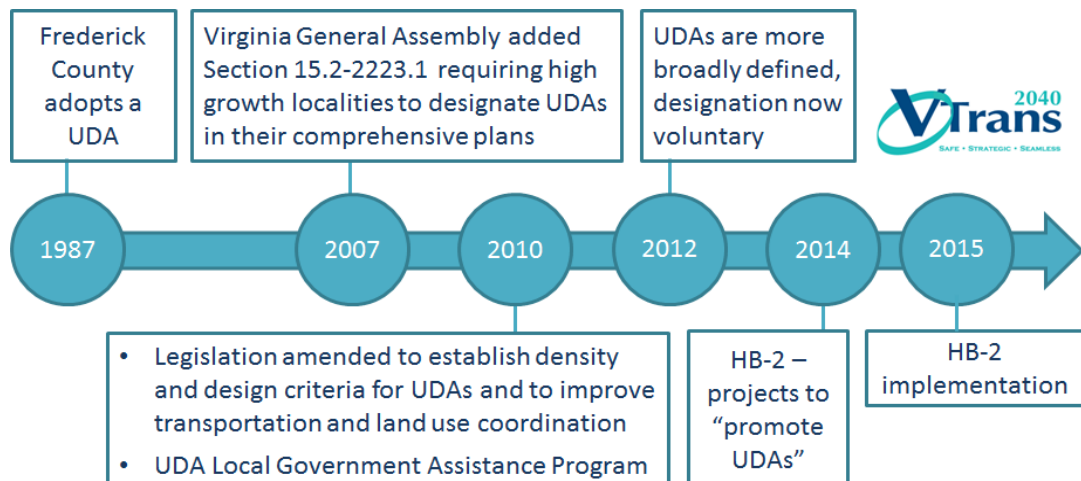 Frederick
County
adopts a
UDA
Virginia General Assembly added
Section 15.2-2223.1 requiring high
growth localities to designate UDAs
in their comprehensive plans
UDAs are more
broadly defined,
designation now
voluntary
2040
VTrans
SAFE • STRATEGIC • SEAMLESS
1987
2007
2010
2012
2014
2015
• Legislation amended to establish density
and design criteria for UDAs and to improve
transportation and land use coordination
• UDA Local Government Assistance Program
HB-2 –
projects to
“promote
UDAs”
HB-2
implementation